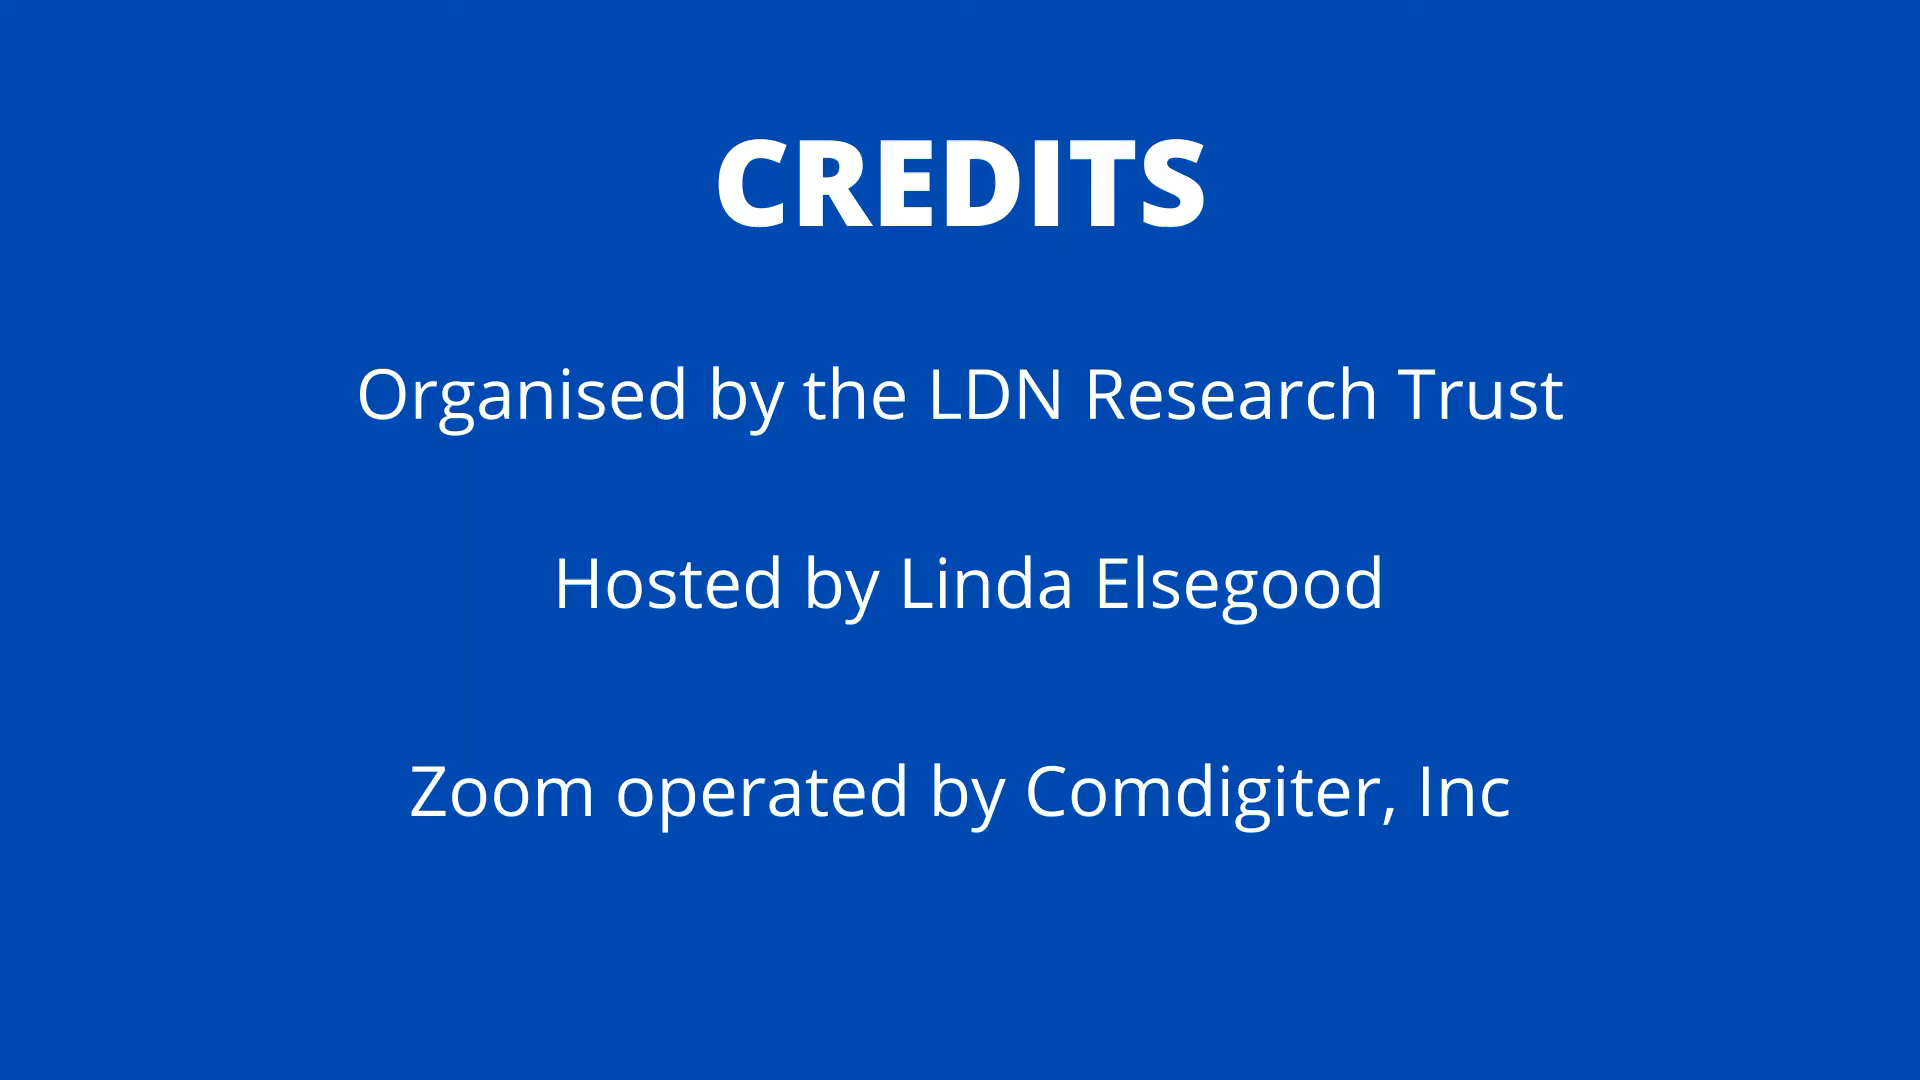 CREDITS
Organised by the LDN Research Trust
Hosted by Linda Elsegood
Zoom operated by Comdigiter, Inc